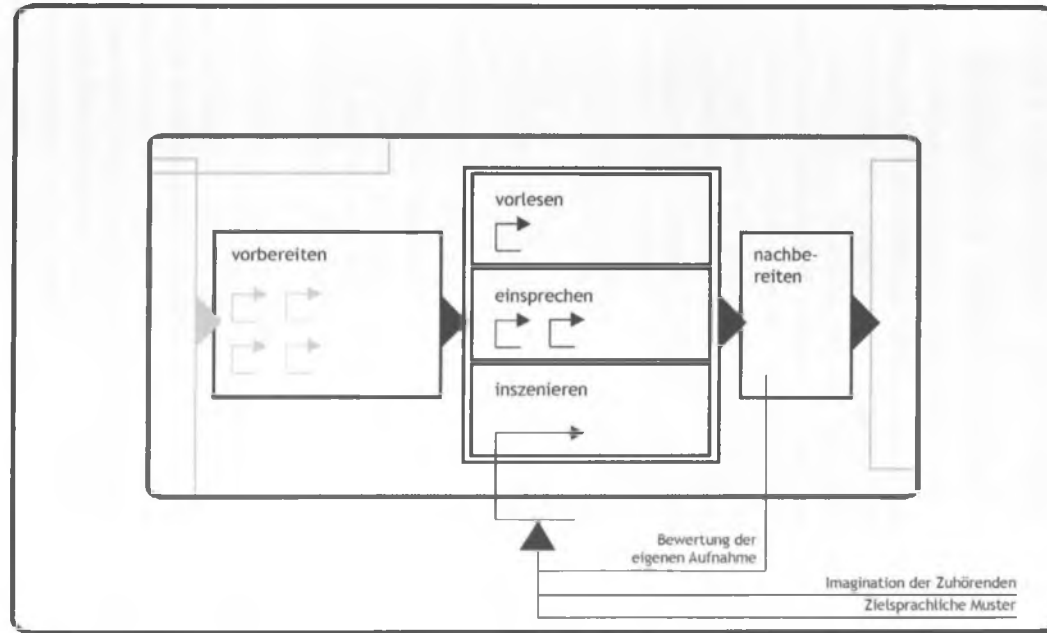 vorbereiten
vorlesen
einsprechen
inszenieren
nachbe-
reiten
Bewertung der
eigenen Aufnahme
Imagination der Zuhörenden
Zielsprachliche Muster